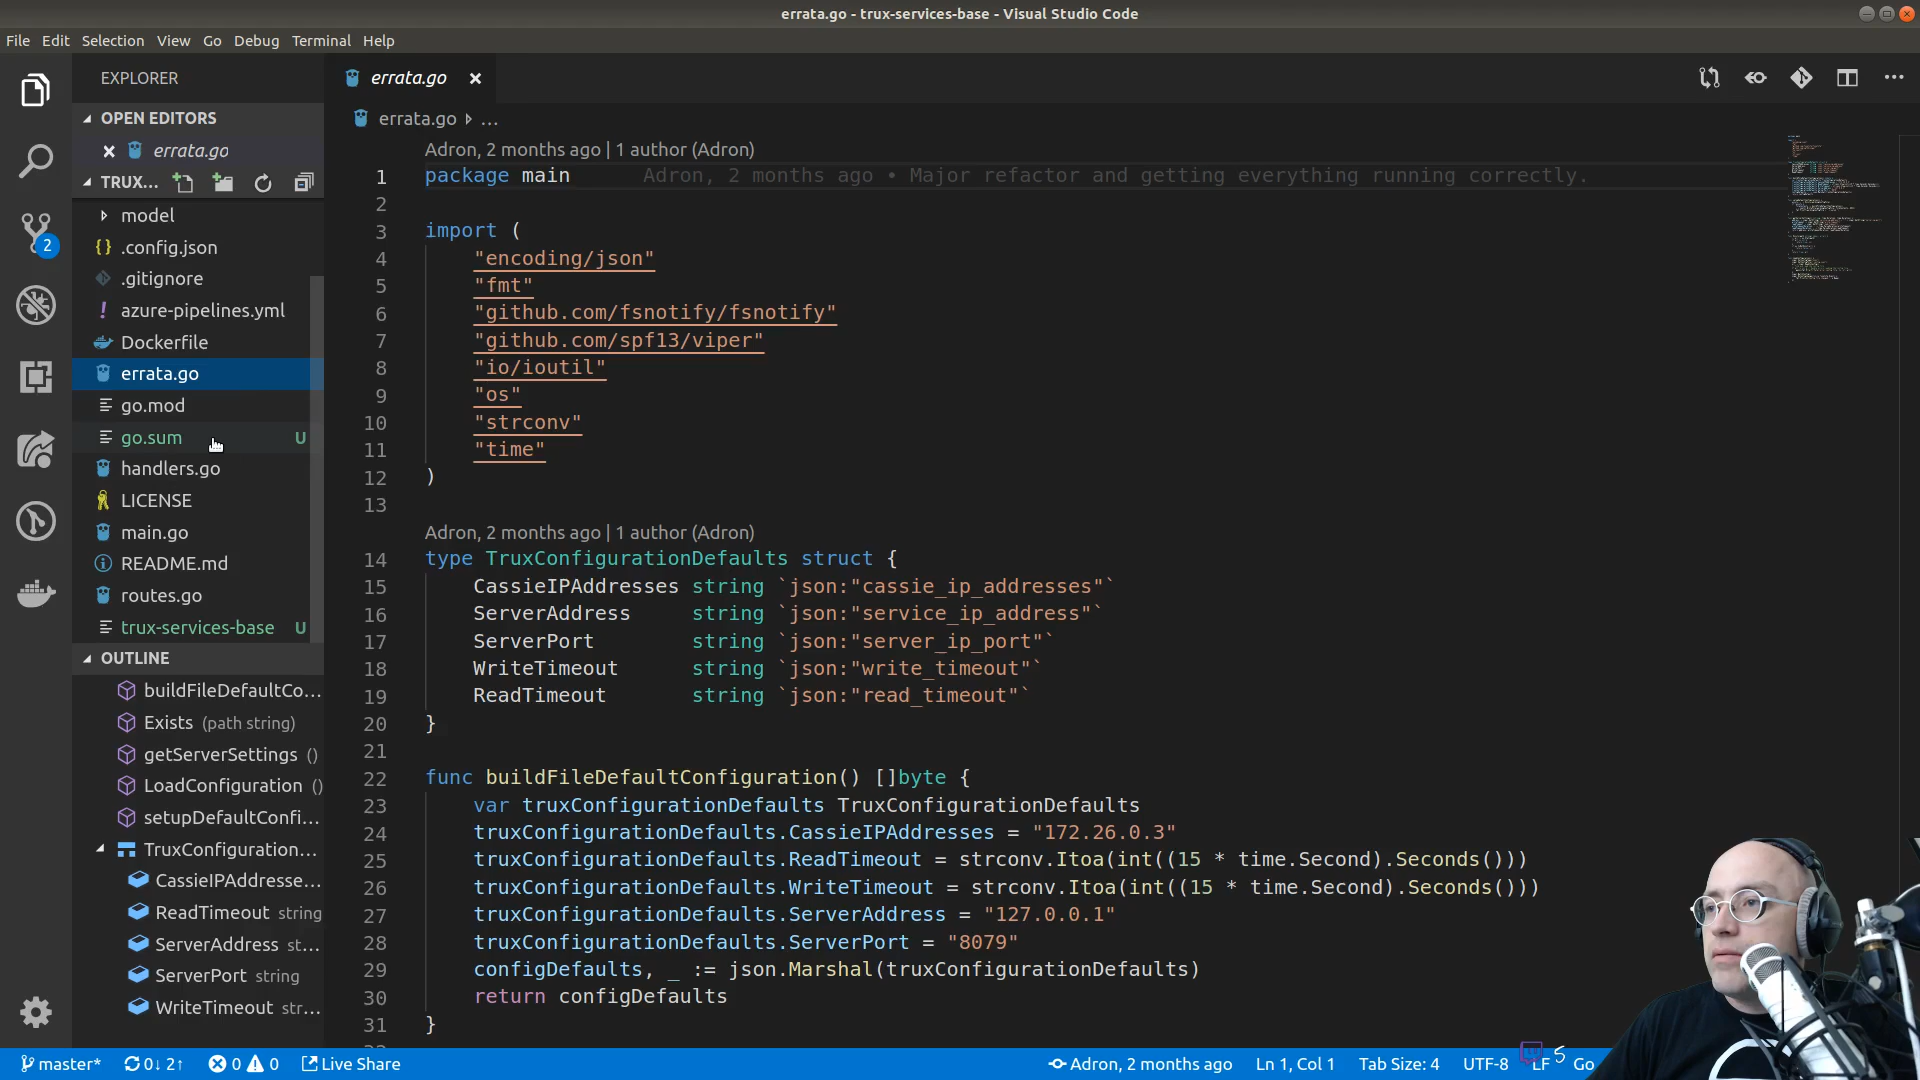 errata.go - trux-services-base - Visual Studio Code
File Edit Selection View Go Debug Terminal Help
EXPLORER
OPEN EDITORS
errata.go
TRUX...
model
{} .config.json
.gitignore
! azure-pipelines.yml
Dockerfile
errata.go
go.mod
go.sum U
handlers.go
LICENSE
main.go
README.md
routes.go
trux-services-base U
OUTLINE
buildFileDefaultCo...
Exists (path string)
getServerSettings ()
LoadConfiguration ()
setupDefaultConfi...
TruxConfiguration...
CassieIPAddresse...
ReadTimeout string
ServerAddress st...
ServerPort string
WriteTimeout str...
2
errata.go
errata.go ...
Adron, 2 months ago | 1 author (Adron)
1 package main Adron, 2 months ago • Major refactor and getting everything running correctly.
2
3 import (
4 "encoding/json"
5 "fmt"
6 "github.com/fsnotify/fsnotify"
7 "github.com/spf13/viper"
8 "io/ioutil"
9 "os"
10 "strconv"
11 "time"
12 )
13
Adron, 2 months ago | 1 author (Adron)
14 type TruxConfigurationDefaults struct {
15 CassieIPAddresses string `json:"cassie_ip_addresses"`
16 ServerAddress string `json:"service_ip_address"`
17 ServerPort string `json:"server_ip_port"`
18 WriteTimeout string `json:"write_timeout"`
19 ReadTimeout string `json:"read_timeout"`
20 }
21
22 func buildFileDefaultConfiguration() []byte {
23 var truxConfigurationDefaults TruxConfigurationDefaults
24 truxConfigurationDefaults.CassieIPAddresses = "172.26.0.3"
25 truxConfigurationDefaults.ReadTimeout = strconv.Itoa(int((15 * time.Second).Seconds()))
26 truxConfigurationDefaults.WriteTimeout = strconv.Itoa(int((15 * time.Second).Seconds()))
27 truxConfigurationDefaults.ServerAddress = "127.0.0.1"
28 truxConfigurationDefaults.ServerPort = "8079"
29 configDefaults, _ := json.Marshal(truxConfigurationDefaults)
30 return configDefaults
31 }
master* 0↓ 2↑ 0 0 Live Share Adron, 2 months ago Ln 1, Col 1 Tab Size: 4 UTF-8 LF 5 Go